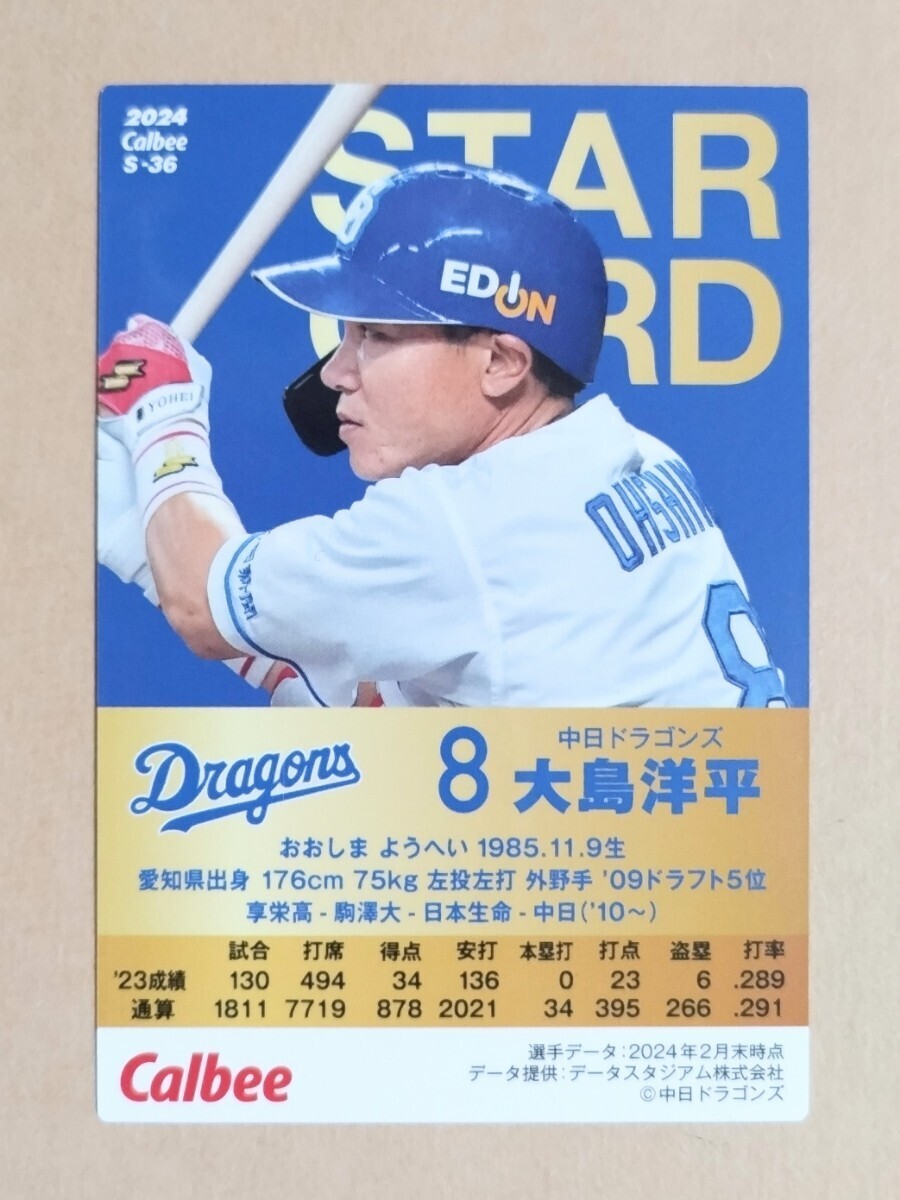 2024
Calbee
S-36
STAR
CARD
EDION
YOHEI
8
Dragons
8
中日ドラゴンズ
大島洋平
おおしま ようへい 1985.11.9生
愛知県出身 176cm 75kg 左投左打 外野手 '09ドラフト5位
享栄高 - 駒澤大 - 日本生命 - 中日('10~)
試合 打席 得点 安打 本塁打 打点 盗塁 打率
'23成績 130 494 34 136 0 23 6 .289
通算 1811 7719 878 2021 34 395 266 .291
Calbee
選手データ:2024年2月末時点
データ提供:データスタジアム株式会社
©中日ドラゴンズ